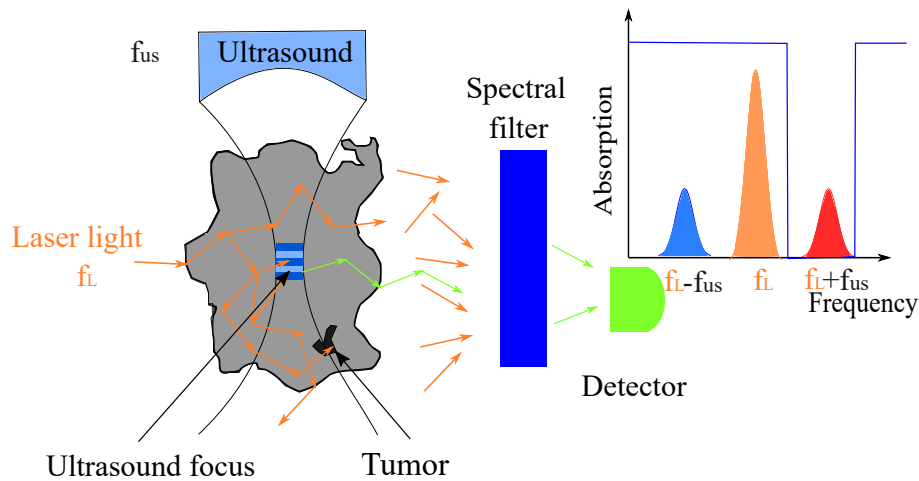 fus
Ultrasound
Spectral
filter
Absorption
Laser light
fL
fL-fus
fL
fL+fus
Frequency
Detector
Ultrasound focus
Tumor